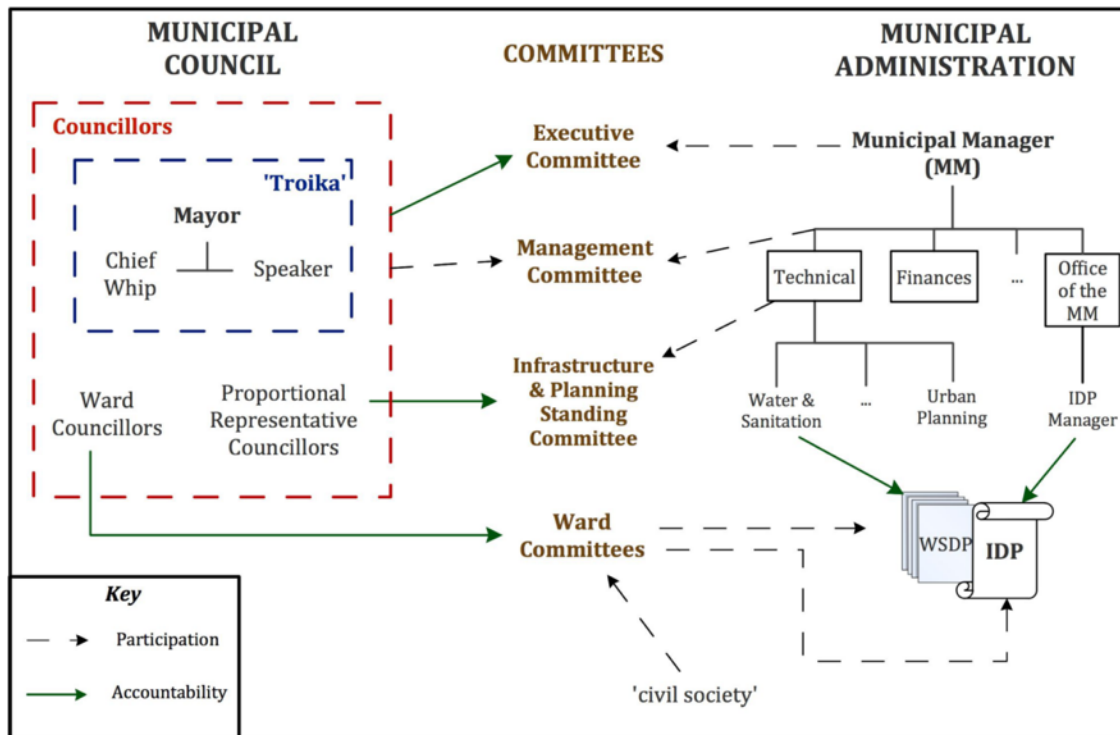 MUNICIPAL
COUNCIL
COMMITTEES
MUNICIPAL
ADMINISTRATION
Councillors
'Troika'
Mayor
Chief
Whip
Speaker
Ward
Councillors
Proportional
Representative
Councillors
Executive
Committee
Management
Committee
Infrastructure
& Planning
Standing
Committee
Ward
Committees
'civil society'
Municipal Manager
(MM)
Technical
Finances
...
Office
of the
MM
Water &
Sanitation
...
Urban
Planning
IDP
Manager
WSDP
IDP
Key
Participation
Accountability